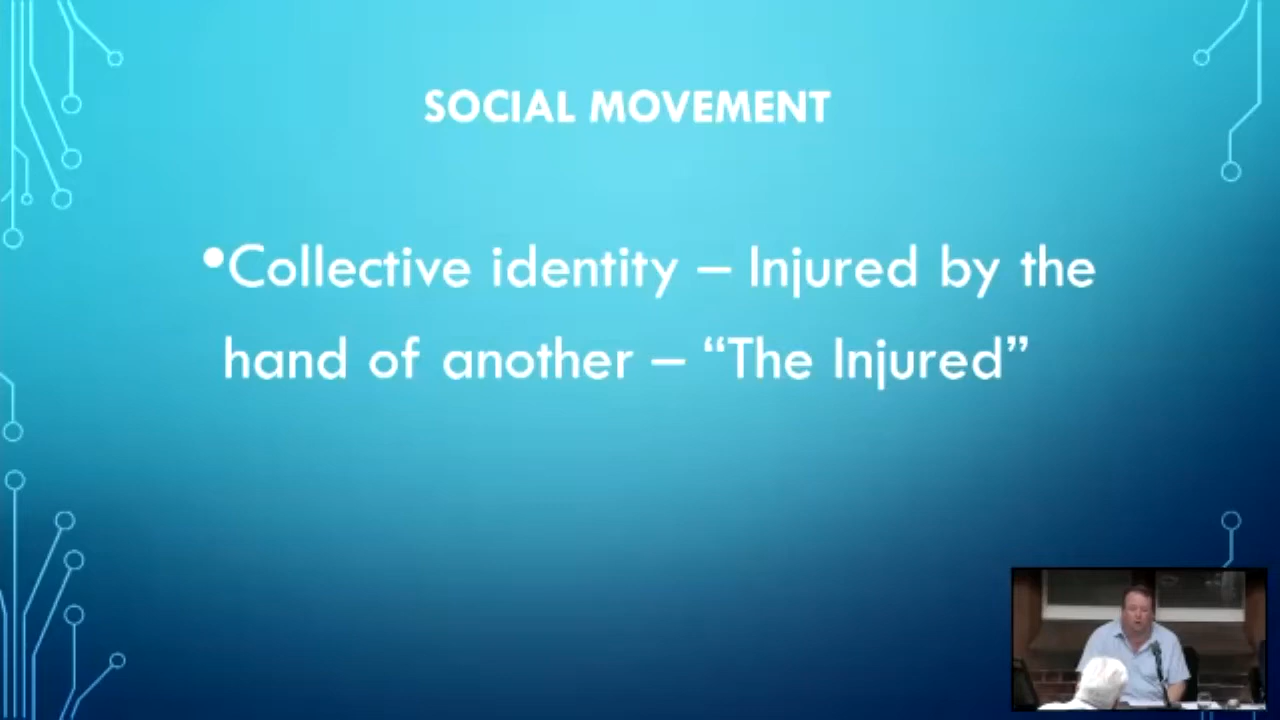 SOCIAL MOVEMENT
•Collective identity – Injured by the
hand of another – “The Injured”